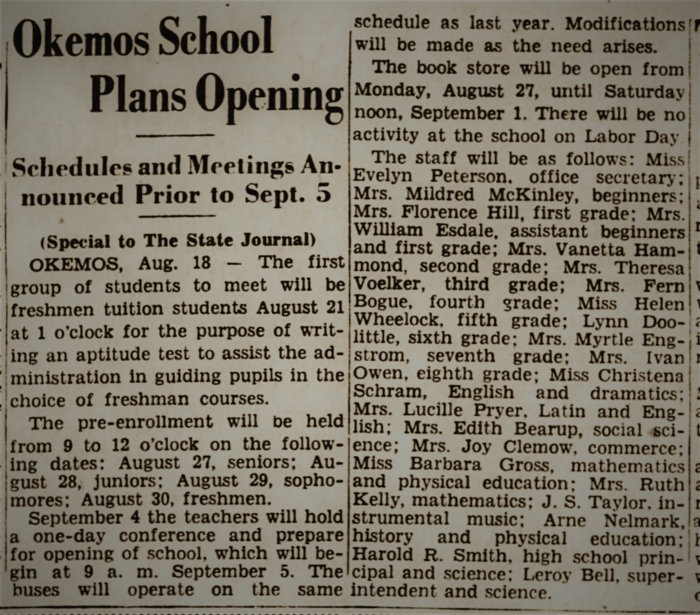 Okemos School
Plans Opening
Schedules and Meetings An-
nounced Prior to Sept. 5
(Special to The State Journal)
OKEMOS, Aug. 18 — The first
group of students to meet will be
freshmen tuition students August 21
at 1 o'clock for the purpose of writ-
ing an aptitude test to assist the ad-
ministration in guiding pupils in the
choice of freshman courses.
The pre-enrollment will be held
from 9 to 12 o'clock on the follow-
ing dates: August 27, seniors; Au-
gust 28, juniors; August 29, sopho-
mores; August 30, freshmen.
September 4 the teachers will hold
a one-day conference and prepare
for opening of school, which will be-
gin at 9 a. m. September 5. The
buses will operate on the same
schedule as last year. Modifications
will be made as the need arises.
The book store will be open from
Monday, August 27, until Saturday
noon, September 1. There will be no
activity at the school on Labor Day
The staff will be as follows: Miss
Evelyn Peterson, office secretary;
Mrs. Mildred McKinley, beginners;
Mrs. Florence Hill, first grade; Mrs.
William Esdale, assistant beginners
and first grade; Mrs. Vanetta Ham-
mond, second grade; Mrs. Theresa
Voelker, third grade; Mrs. Fern
Bogue, fourth grade; Miss Helen
Wheelock, fifth grade; Lynn Doo-
little, sixth grade; Mrs. Myrtle Eng-
strom, seventh grade; Mrs. Ivan
Owen, eighth grade; Miss Christena
Schram, English and dramatics;
Mrs. Lucille Pryer, Latin and Eng-
lish; Mrs. Edith Bearup, social sci-
ence; Mrs. Joy Clemow, commerce;
Miss Barbara Gross, mathematics
and physical education; Mrs. Ruth
Kelly, mathematics; J. S. Taylor, in-
strumental music; Arne Nelmark,
history and physical education;
Harold R. Smith, high school prin-
cipal and science; Leroy Bell, super-
intendent and science.